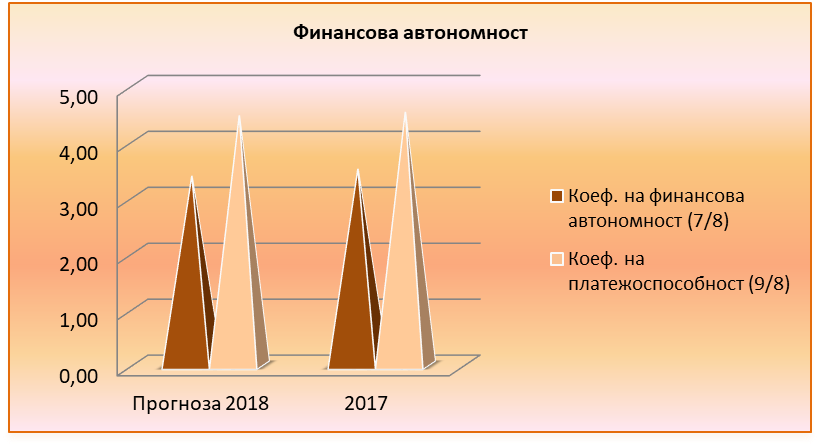 Финансова автономност
5,00
4,00
3,00
2,00
1,00
0,00
Прогноза 2018
2017
Коеф. на финансова
автономност (7/8)
Коеф. на
платежоспособност (9/8)